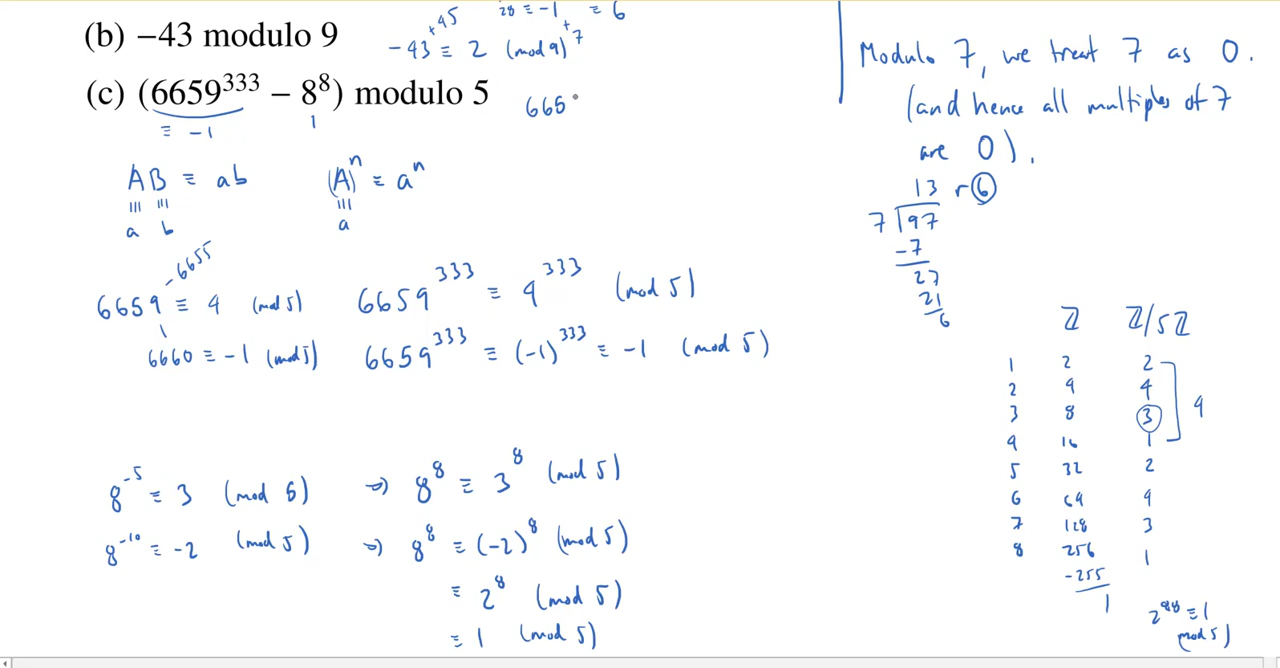 28 ≡ -1 ≡ 6
+45 +7
(b) −43 modulo 9
-43 ≡ 2 (mod 9)
(c) (6659^333 − 8^8) modulo 5
665
≡ -1
1
AB ≡ ab
(A)^n ≡ a^n
||| |||
|||
a b
a
-6655
6659 ≡ 4 (mod 5)
6659^333 ≡ 4^333 (mod 5)
6660 ≡ -1 (mod 5)
6659^333 ≡ (-1)^333 ≡ -1 (mod 5)
8^-5 ≡ 3 (mod 5)
⇒ 8^8 ≡ 3^8 (mod 5)
8^-10 ≡ -2 (mod 5)
⇒ 8^8 ≡ (-2)^8 (mod 5)
≡ 2^8 (mod 5)
≡ 1 (mod 5)
Modulo 7, we treat 7 as 0.
(and hence all multiples of 7
are 0).
13 r 6
7 97
-7
27
21
6
ℤ ℤ/5ℤ
1 2 2
2 4 4
3 8 3
4
4 16 1
5 32 2
6 64 4
7 128 3
8 256 1
-255
1
2^88 ≡ 1
(mod 5)